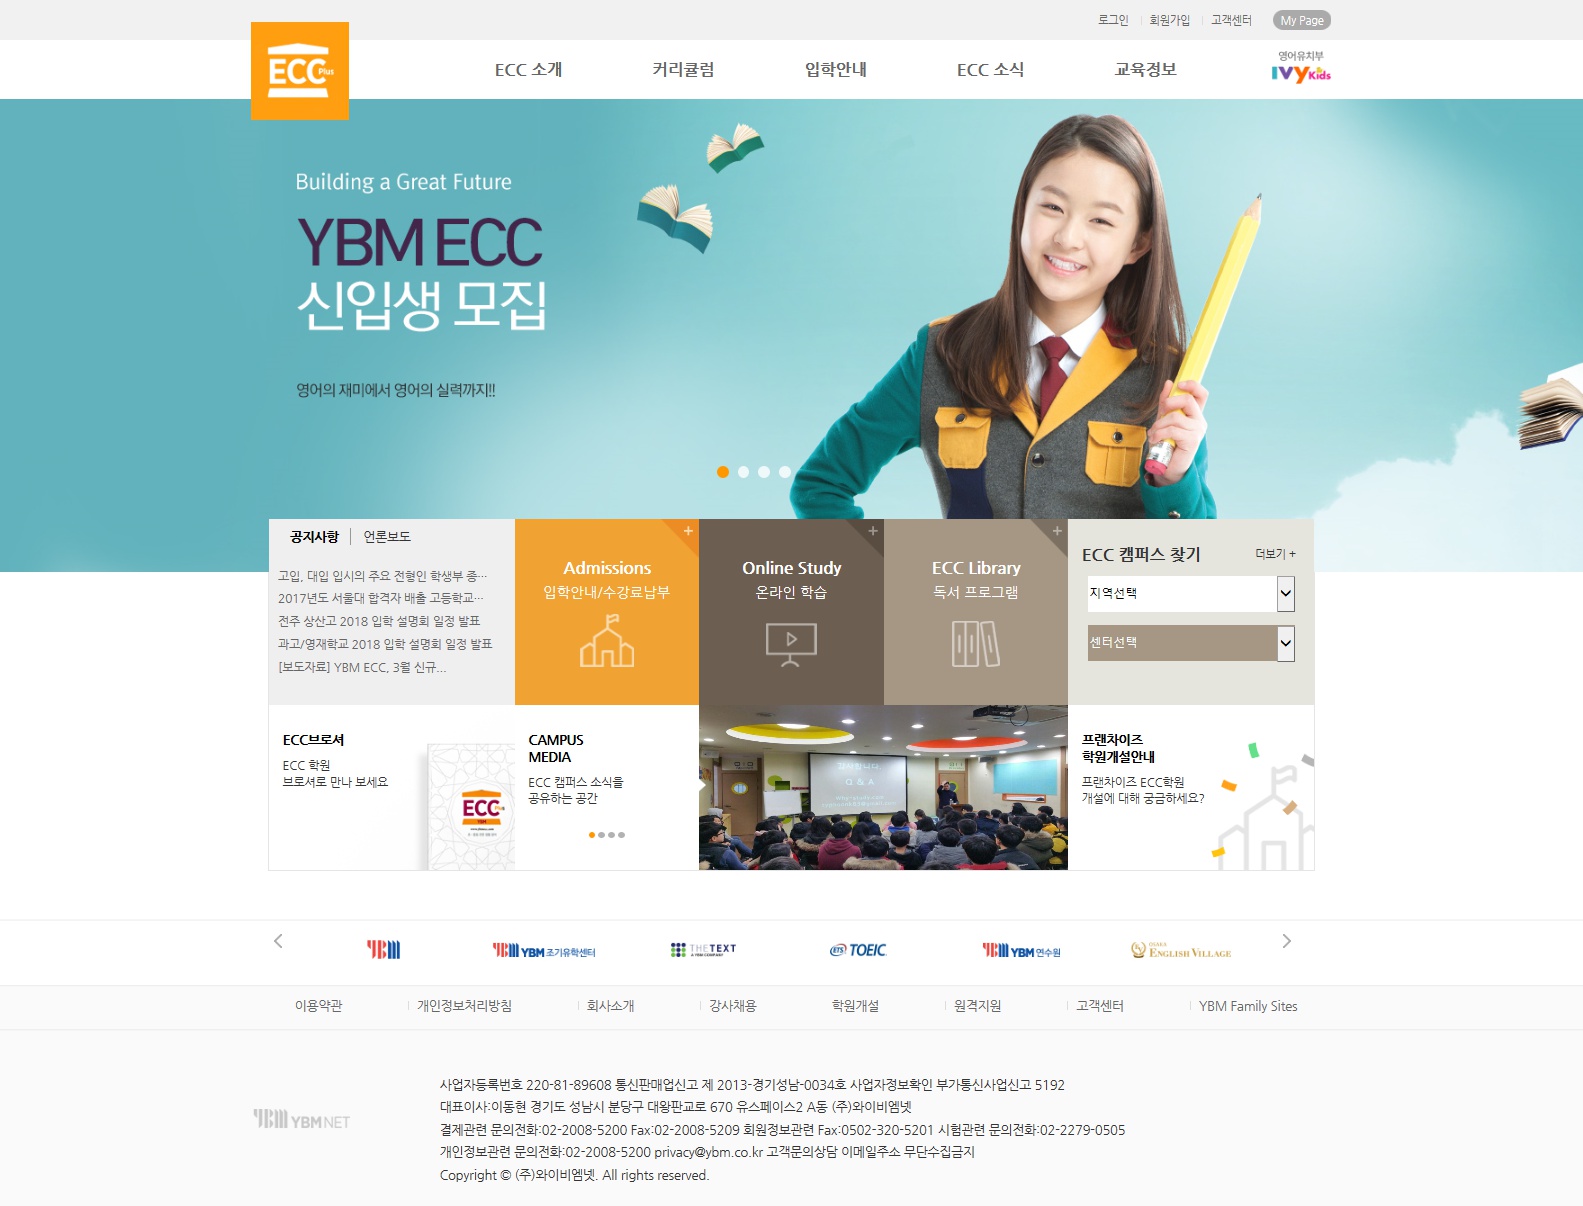 로그인 회원가입 고객센터 My Page
ECC Plus
ECC 소개 커리큘럼 입학안내 ECC 소식 교육정보
영어유치부
IVY Kids
Building a Great Future
YBM ECC
신입생 모집
영어의 재미에서 영어의 실력까지!!
공지사항 언론보도
고입, 대입 입시의 주요 전형인 학생부 종…
2017년도 서울대 합격자 배출 고등학교…
전주 상산고 2018 입학 설명회 일정 발표
과고/영재학교 2018 입학 설명회 일정 발표
[보도자료] YBM ECC, 3월 신규...
Admissions
입학안내/수강료납부
Online Study
온라인 학습
ECC Library
독서 프로그램
ECC 캠퍼스 찾기 더보기 +
지역선택
센터선택
ECC브로셔
ECC 학원
브로셔로 만나 보세요
ECC Plus
YBM
CAMPUS
MEDIA
ECC 캠퍼스 소식을
공유하는 공간
감사합니다.
Q & A
프랜차이즈
학원개설안내
프랜차이즈 ECC학원
개설에 대해 궁금하세요?
YBM YBM 조기유학센터 THETEXT A YBM COMPANY ETS TOEIC YBM 연수원 ENGLISH VILLAGE
이용약관 개인정보처리방침 회사소개 강사채용 학원개설 원격지원 고객센터 YBM Family Sites
사업자등록번호 220-81-89608 통신판매업신고 제 2013-경기성남-0034호 사업자정보확인 부가통신사업신고 5192
대표이사:이동현 경기도 성남시 분당구 대왕판교로 670 유스페이스2 A동 (주)와이비엠넷
YBM YBM NET
결제관련 문의전화:02-2008-5200 Fax:02-2008-5209 회원정보관련 Fax:0502-320-5201 시험관련 문의전화:02-2279-0505
개인정보관련 문의전화:02-2008-5200 privacy@ybm.co.kr 고객문의상담 이메일주소 무단수집금지
Copyright © (주)와이비엠넷. All rights reserved.